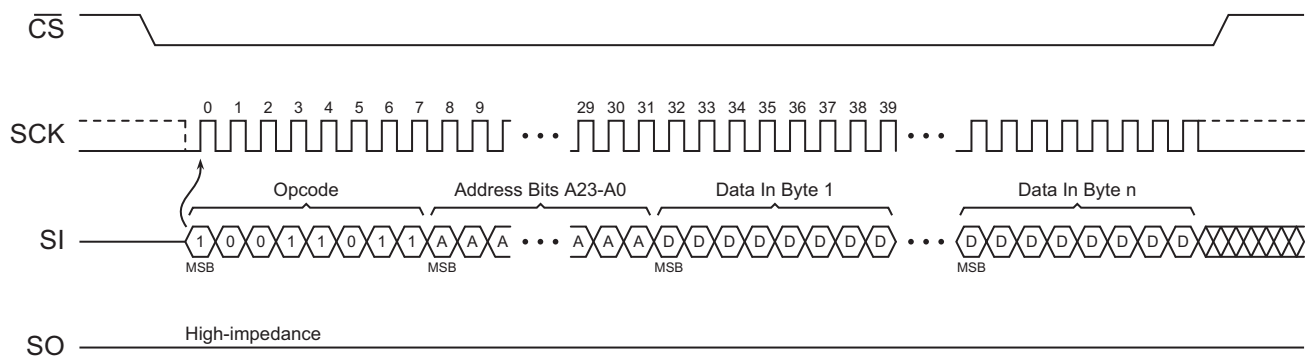 CS
0 1 2 3 4 5 6 7 8 9 29 30 31 32 33 34 35 36 37 38 39
SCK
Opcode Address Bits A23-A0 Data In Byte 1 Data In Byte n
SI 1 0 0 1 1 0 1 1 A A A A A A D D D D D D D D D D D D D D D D
MSB MSB MSB MSB
High-impedance
SO